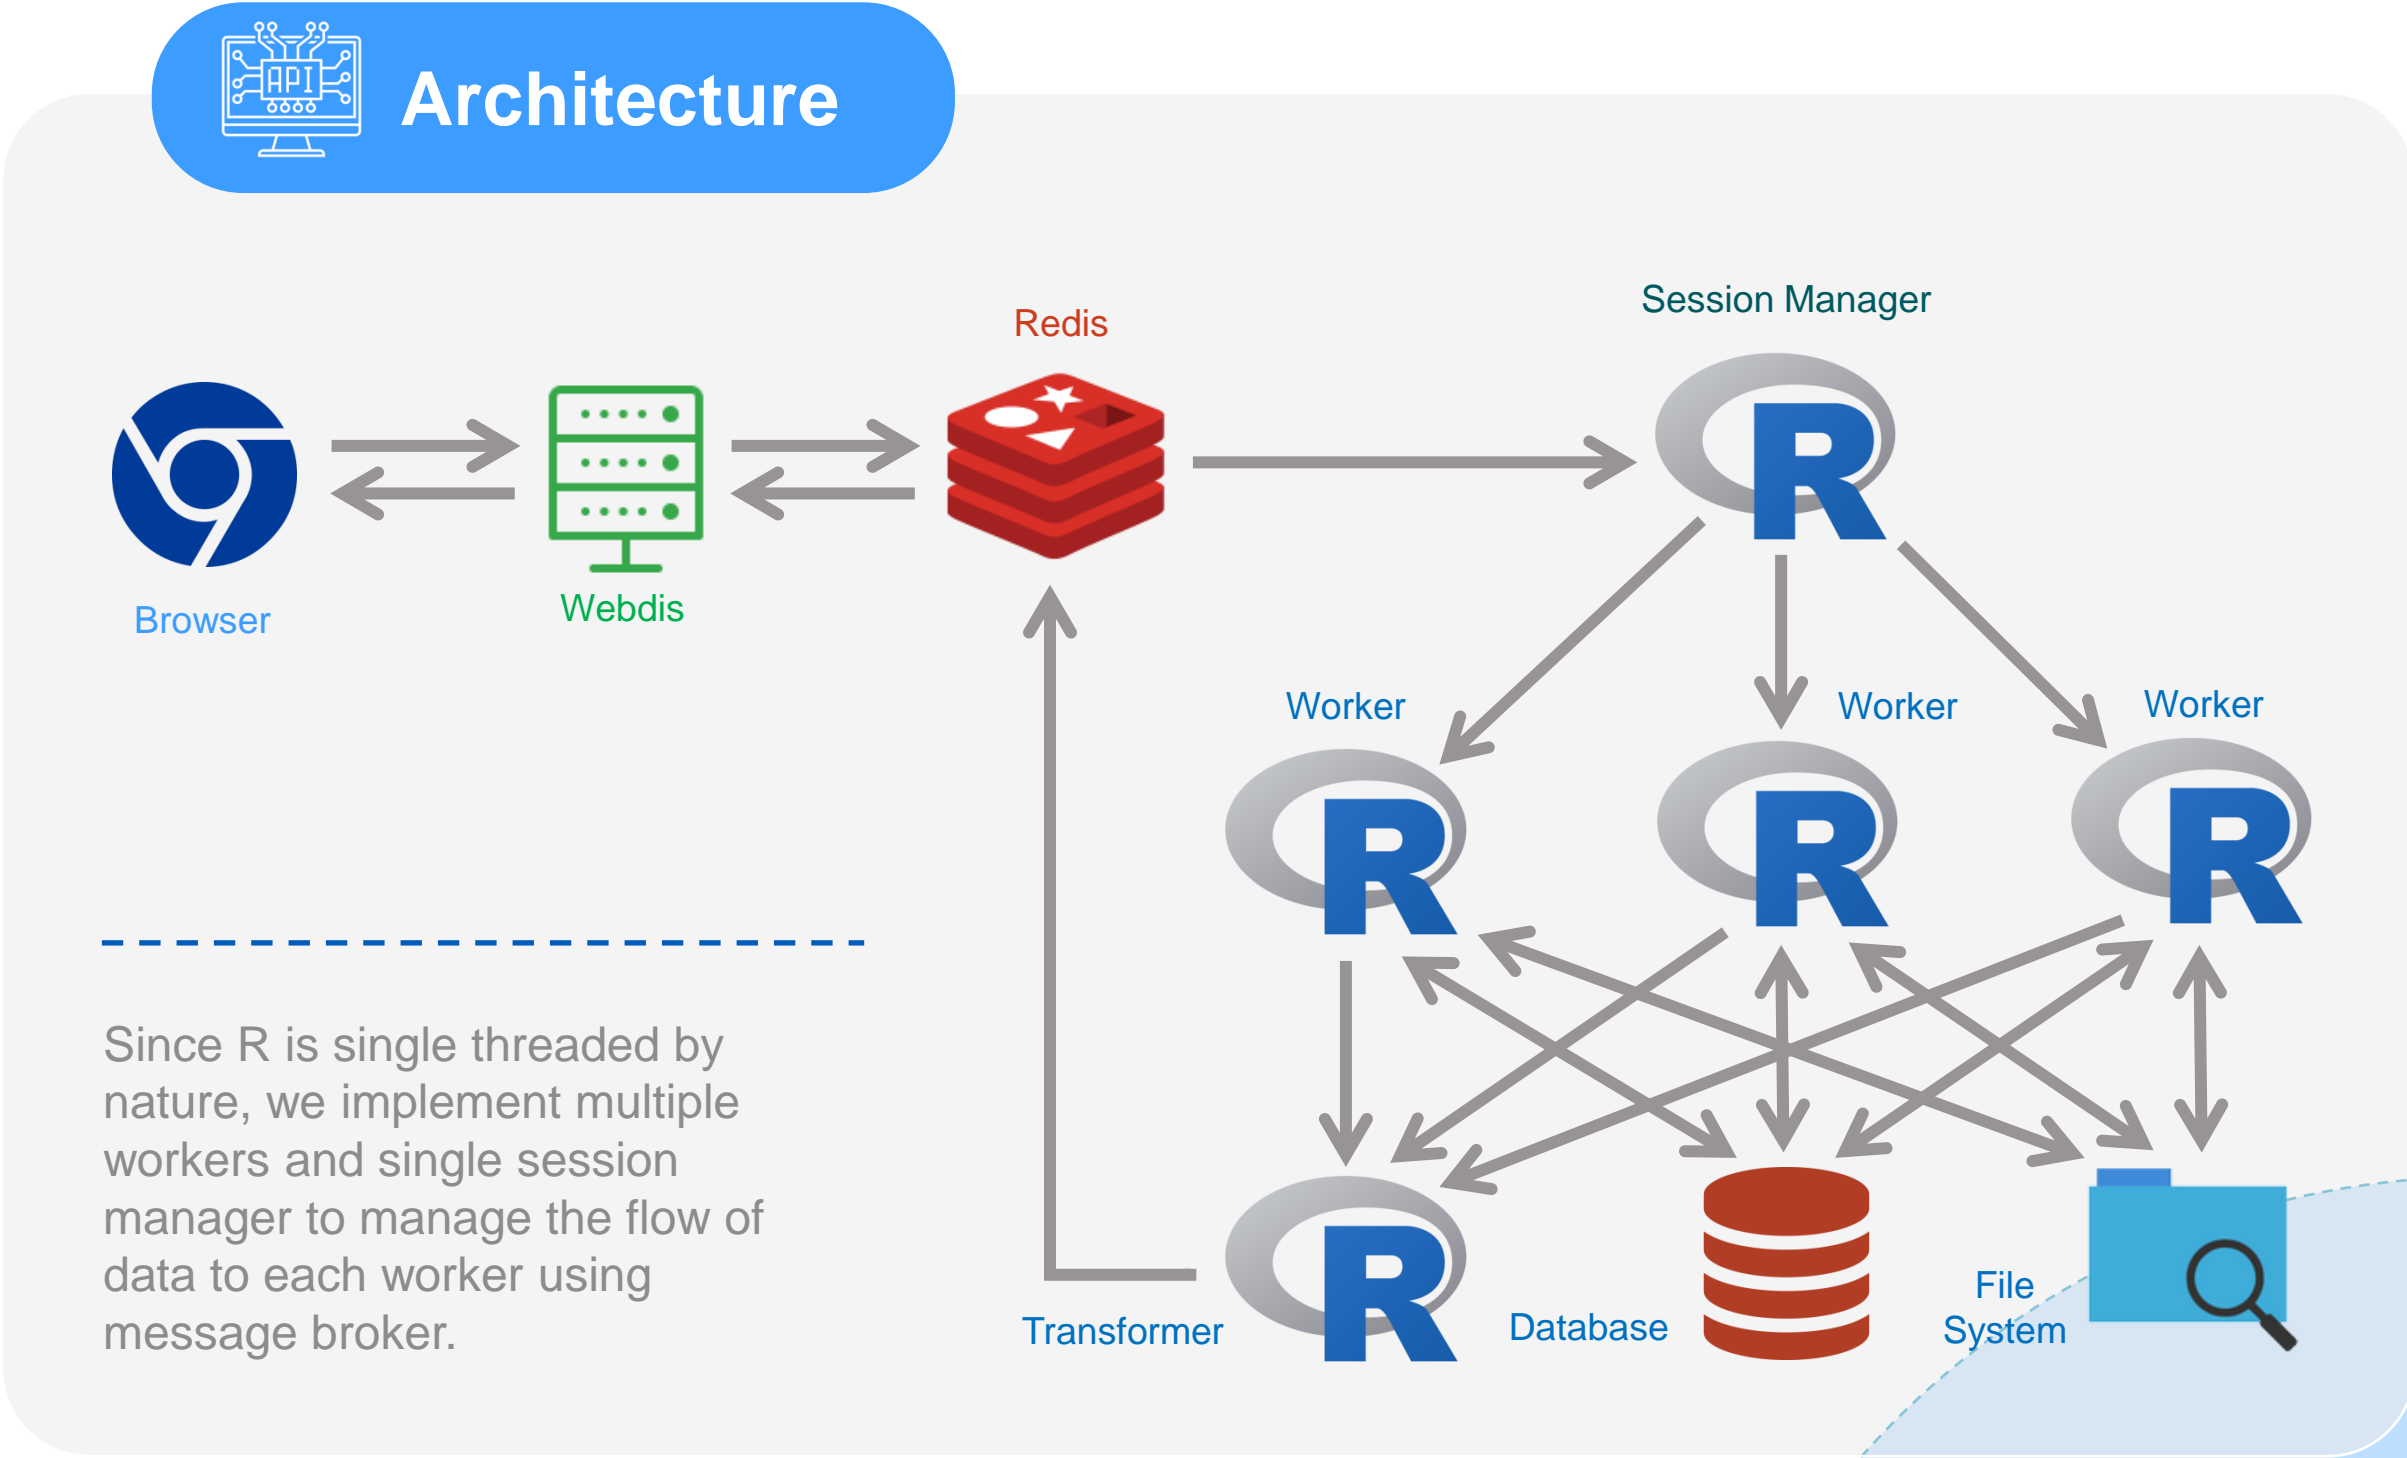 API
Architecture
Session Manager
Redis
Browser
Webdis
Worker
Worker
Worker
Since R is single threaded by
nature, we implement multiple
workers and single session
manager to manage the flow of
data to each worker using
message broker.
Transformer
Database
File
System
R
R
R
R
R